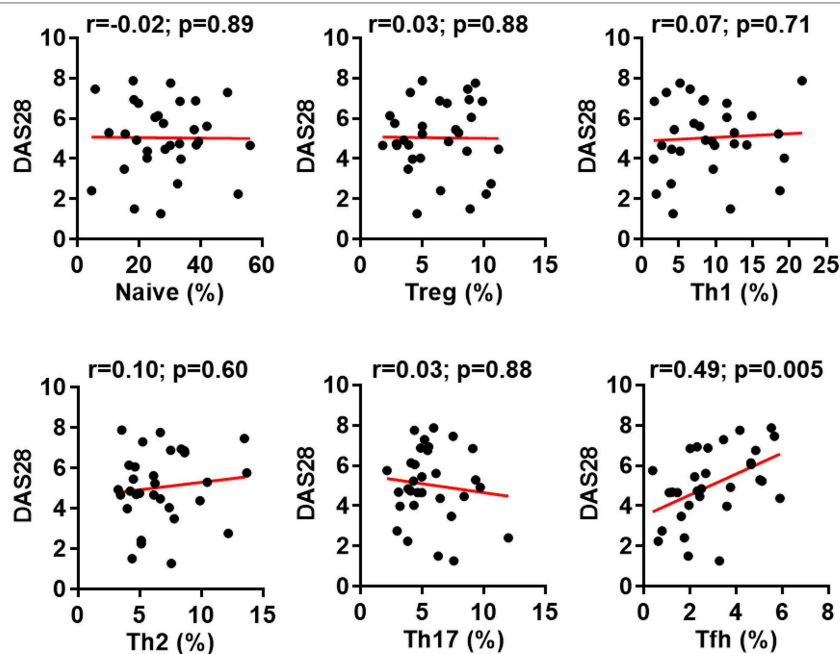 r=-0.02; p=0.89
r=0.03; p=0.88
r=0.07; p=0.71
10
8
6
4
2
0
DAS28
0 20 40 60
Naive (%)
10
8
6
4
2
0
DAS28
0 5 10 15
Treg (%)
10
8
6
4
2
0
DAS28
0 5 10 15 20 25
Th1 (%)
r=0.10; p=0.60
r=0.03; p=0.88
r=0.49; p=0.005
10
8
6
4
2
0
DAS28
0 5 10 15
Th2 (%)
10
8
6
4
2
0
DAS28
0 5 10 15
Th17 (%)
10
8
6
4
2
0
DAS28
0 2 4 6 8
Tfh (%)